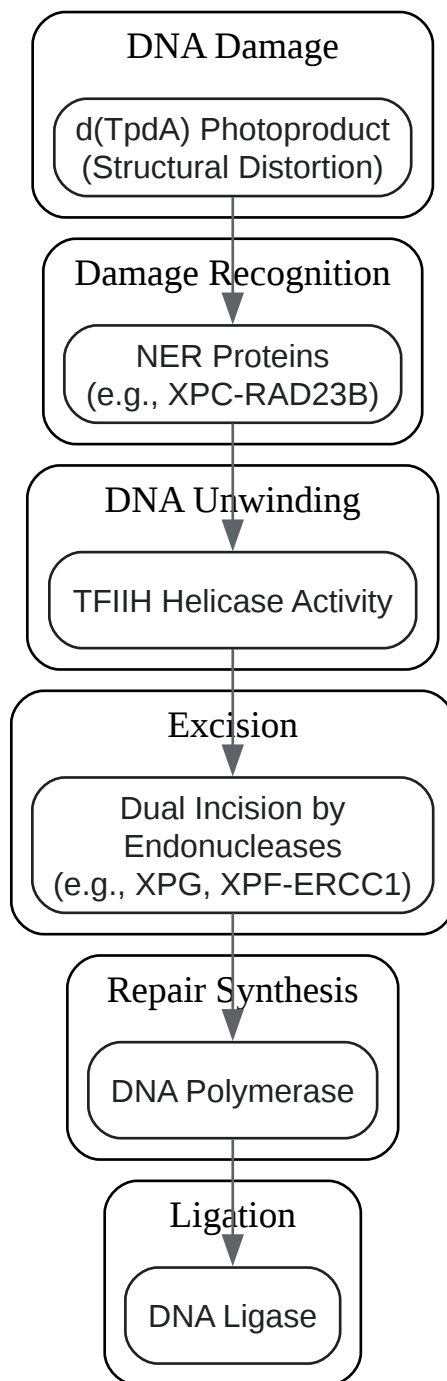 DNA Damage
d(TpdA) Photoproduct
(Structural Distortion)
Damage Recognition
NER Proteins
(e.g., XPC-RAD23B)
DNA Unwinding
TFIIH Helicase Activity
Excision
Dual Incision by
Endonucleases
(e.g., XPG, XPF-ERCC1)
Repair Synthesis
DNA Polymerase
Ligation
DNA Ligase